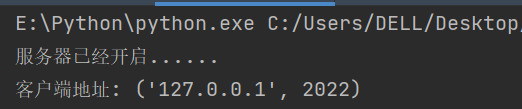 E:\Python\python.exe C:/Users/DELL/Desktop/
服务器已经开启......
客户端地址: ('127.0.0.1', 2022)